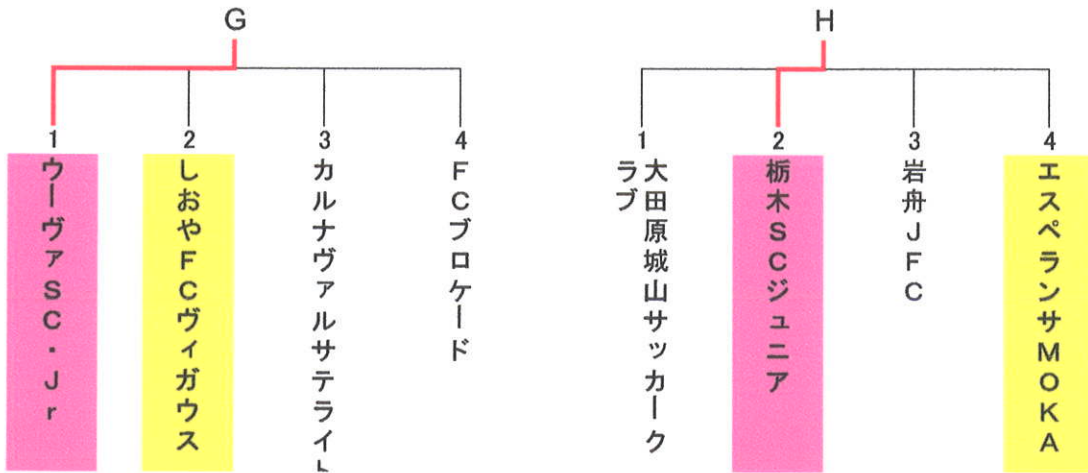 G
1
ウーヴァSC・Jr
2
しおやFCヴィガウス
3
カルナヴァルサテライト
4
FCブロケード
H
1
大田原城山サッカーク
ラブ
2
栃木SCジュニア
3
岩舟JFC
4
エスペランサMOKA